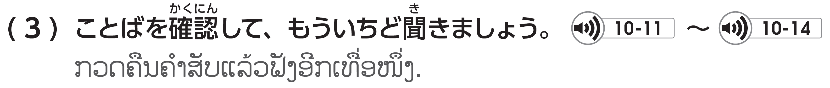 (3) ことばを確認して、もういちど聞きましょう。 10-11 ～ 10-14
ກວດຄືນຄຳສັບແລ້ວຟັງອີກເທື່ອໜຶ່ງ.